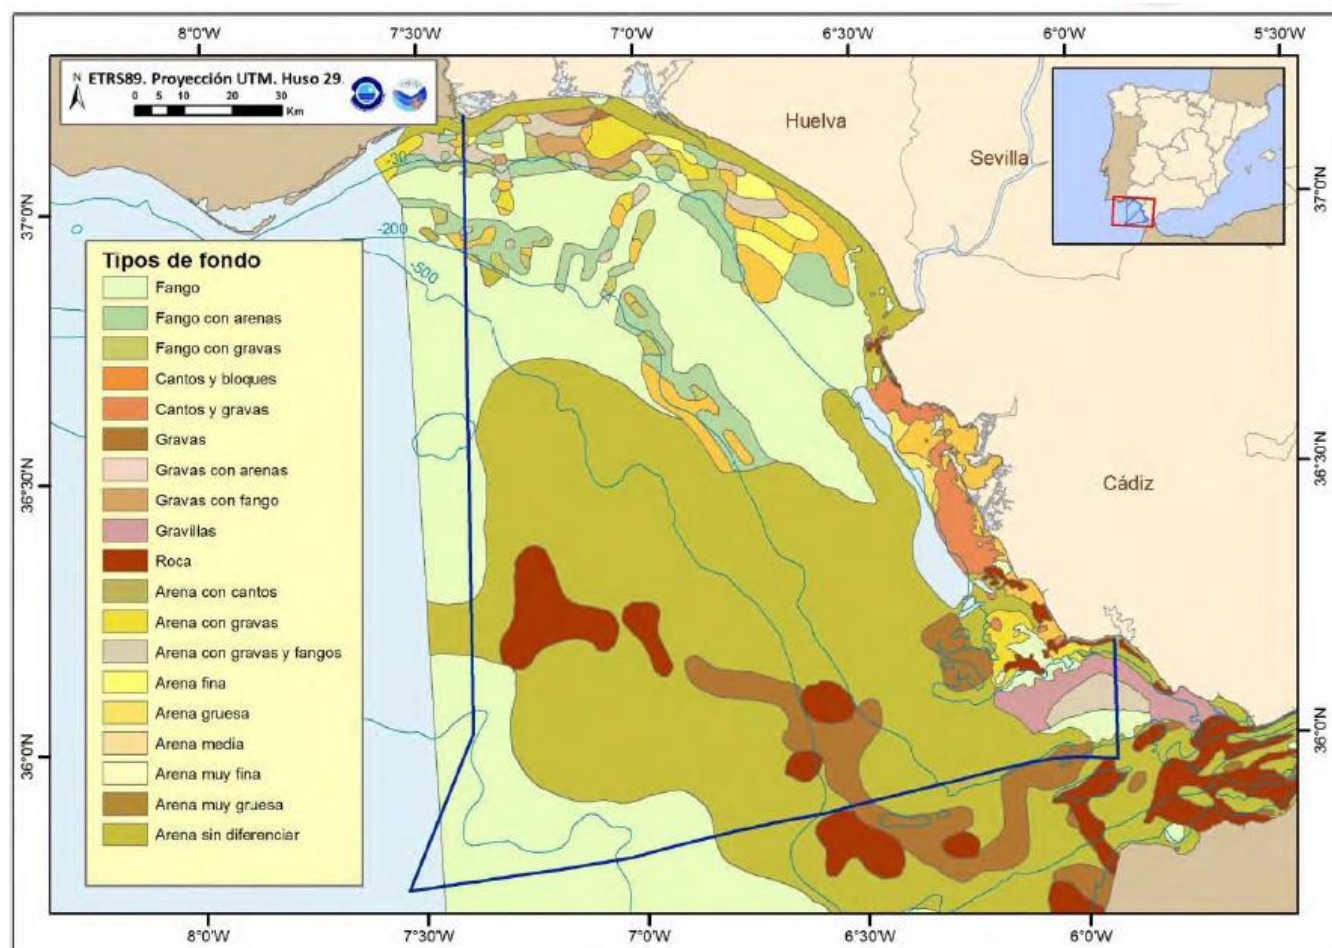 8°0'W 7°30'W 7°0'W 6°30'W 6°0'W 5°30'W
N
ETRS89. Proyección UTM. Huso 29.
0 5 10 20 30
Km
Huelva
Sevilla
37°0'N
37°0'N
-30
-200
-500
Tipos de fondo
Fango
Fango con arenas
Fango con gravas
Cantos y bloques
Cantos y gravas
Gravas
Gravas con arenas
Gravas con fango
Gravillas
Roca
Arena con cantos
Arena con gravas
Arena con gravas y fangos
Arena fina
Arena gruesa
Arena media
Arena muy fina
Arena muy gruesa
Arena sin diferenciar
36°30'N
36°30'N
Cádiz
36°0'N
36°0'N
8°0'W 7°30'W 7°0'W 6°30'W 6°0'W 5°30'W